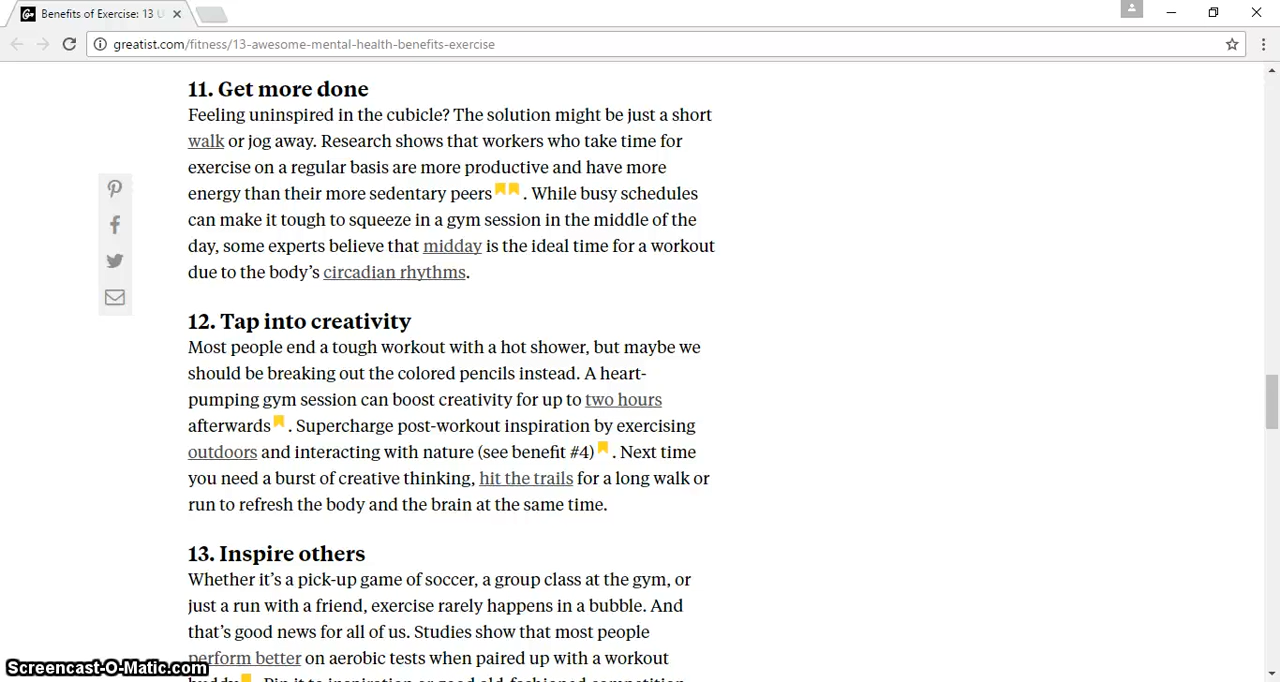 Benefits of Exercise: 13 U
greatist.com/fitness/13-awesome-mental-health-benefits-exercise
11. Get more done
Feeling uninspired in the cubicle? The solution might be just a short
walk or jog away. Research shows that workers who take time for
exercise on a regular basis are more productive and have more
energy than their more sedentary peers. While busy schedules
can make it tough to squeeze in a gym session in the middle of the
day, some experts believe that midday is the ideal time for a workout
due to the body’s circadian rhythms.
12. Tap into creativity
Most people end a tough workout with a hot shower, but maybe we
should be breaking out the colored pencils instead. A heart-
pumping gym session can boost creativity for up to two hours
afterwards. Supercharge post-workout inspiration by exercising
outdoors and interacting with nature (see benefit #4). Next time
you need a burst of creative thinking, hit the trails for a long walk or
run to refresh the body and the brain at the same time.
13. Inspire others
Whether it’s a pick-up game of soccer, a group class at the gym, or
just a run with a friend, exercise rarely happens in a bubble. And
that’s good news for all of us. Studies show that most people
perform better on aerobic tests when paired up with a workout
buddy. Pin it to inspiration or good old-fashioned competition,
Screencast-O-Matic.com